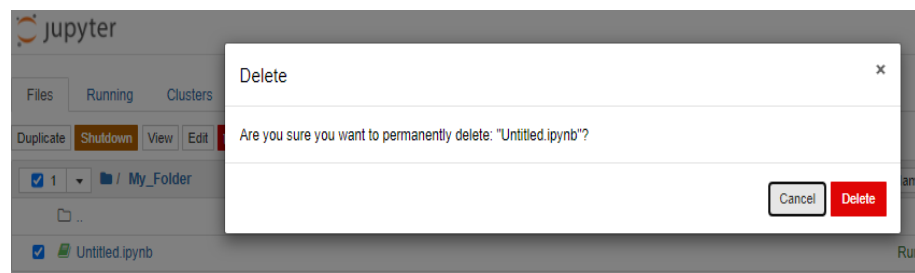 Jupyter
Delete
×
Files Running Clusters
Duplicate Shutdown View Edit
Are you sure you want to permanently delete: "Untitled.ipynb"?
1 / My_Folder
Cancel Delete
..
Untitled.ipynb